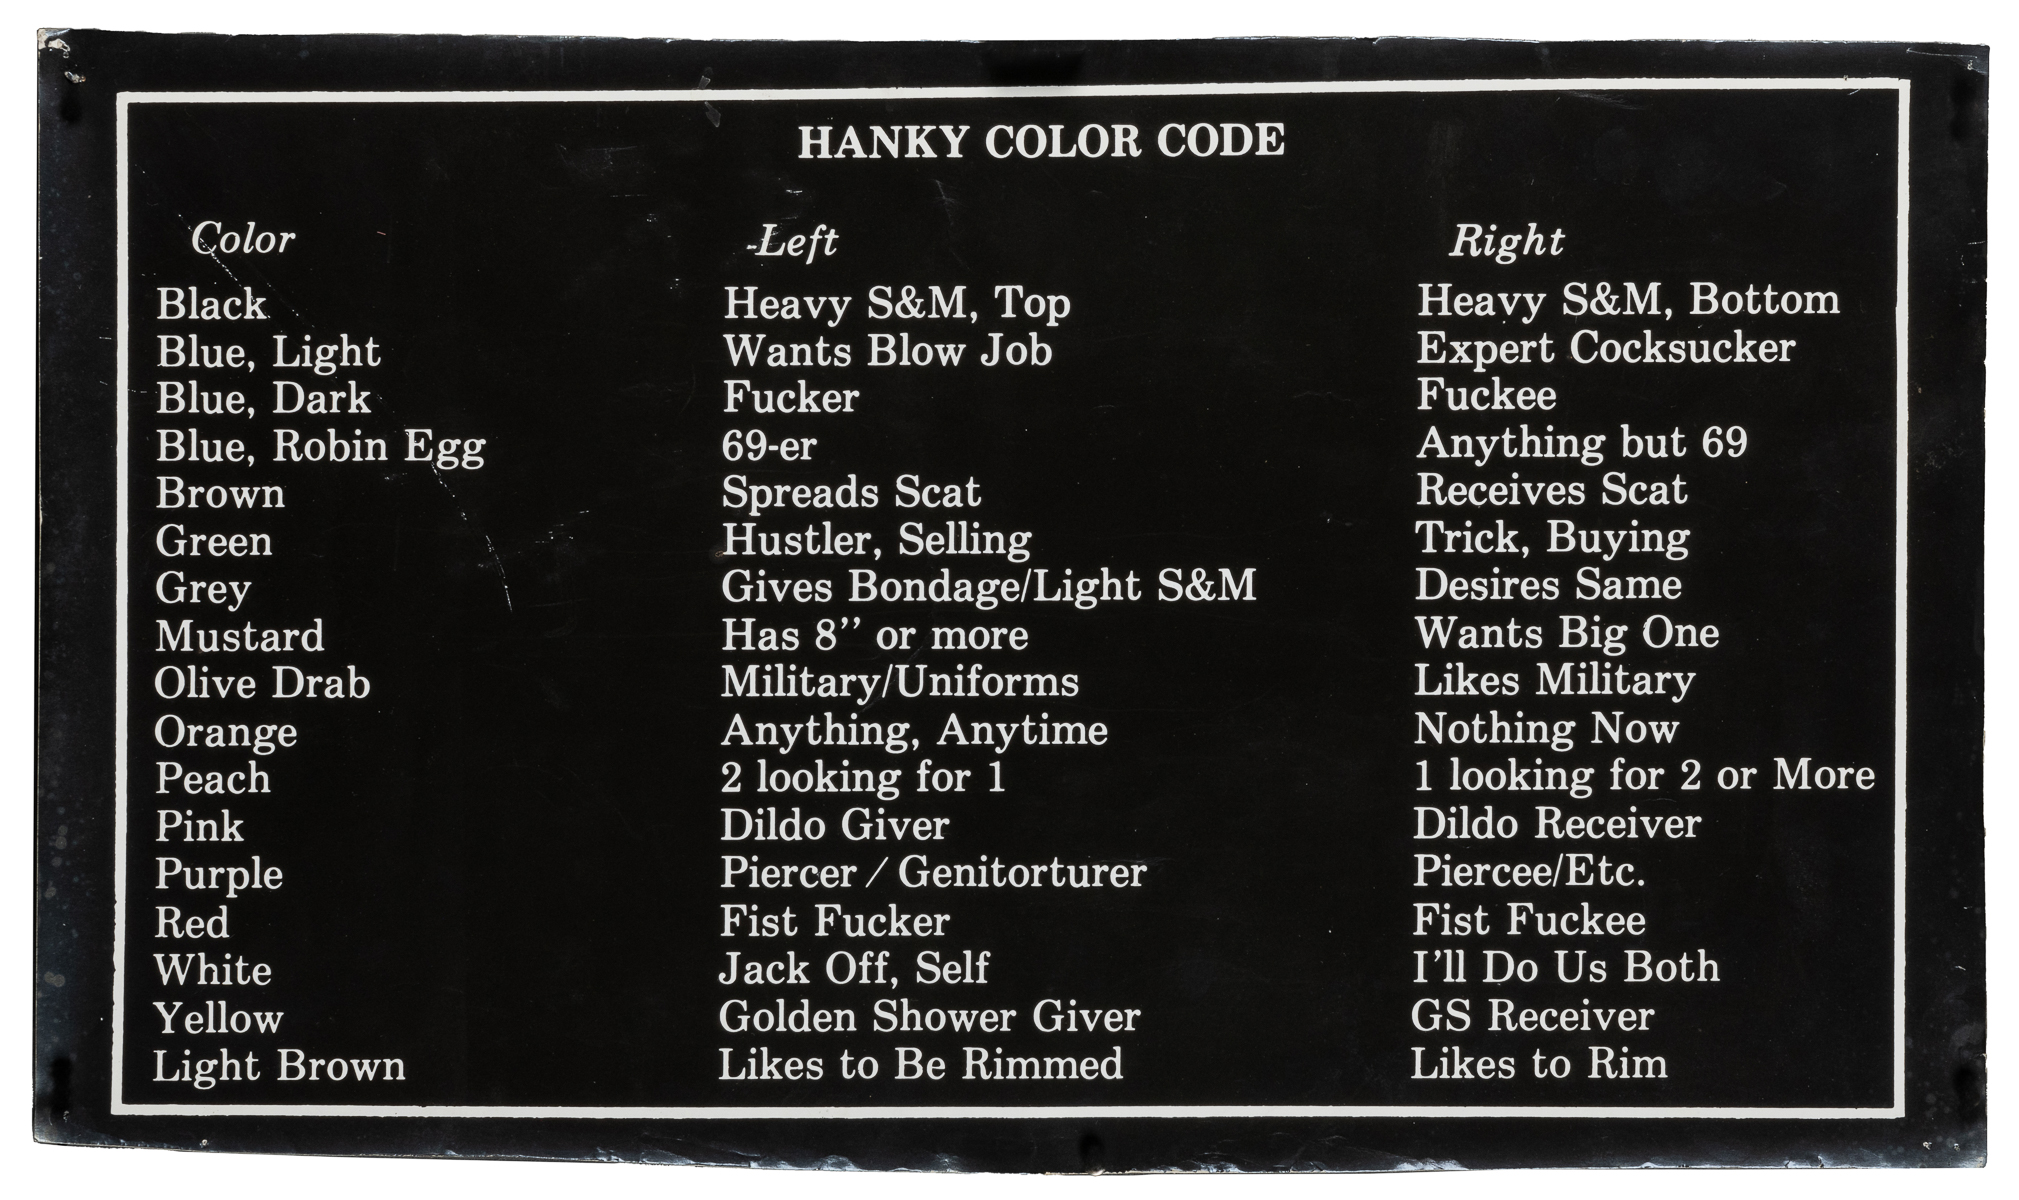 HANKY COLOR CODE
Color Left Right
Black Heavy S&M, Top Heavy S&M, Bottom
Blue, Light Wants Blow Job Expert Cocksucker
Blue, Dark Fucker Fuckee
Blue, Robin Egg 69-er Anything but 69
Brown Spreads Scat Receives Scat
Green Hustler, Selling Trick, Buying
Grey Gives Bondage/Light S&M Desires Same
Mustard Has 8” or more Wants Big One
Olive Drab Military/Uniforms Likes Military
Orange Anything, Anytime Nothing Now
Peach 2 looking for 1 1 looking for 2 or More
Pink Dildo Giver Dildo Receiver
Purple Piercer / Genitorturer Piercee/Etc.
Red Fist Fucker Fist Fuckee
White Jack Off, Self I’ll Do Us Both
Yellow Golden Shower Giver GS Receiver
Light Brown Likes to Be Rimmed Likes to Rim